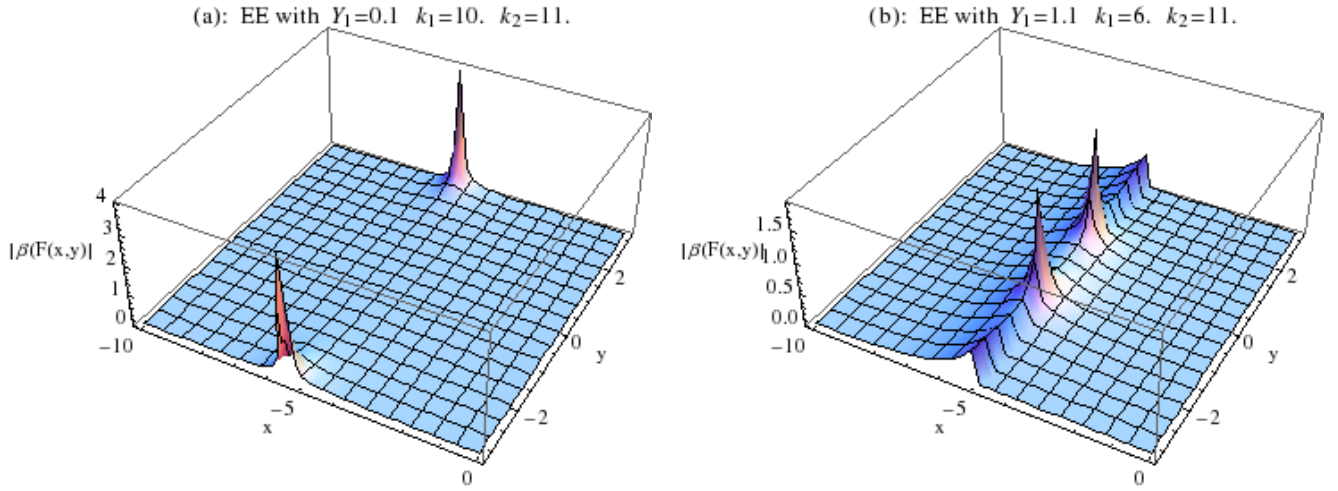 (a): EE with Y₁=0.1 k₁=10. k₂=11.
4
3
2
1
0
|β(F(x,y)|
−10
−5
0
x
−2
0
2
y
(b): EE with Y₁=1.1 k₁=6. k₂=11.
1.5
1.0
0.5
0.0
|β(F(x,y)|
−10
−5
0
x
−2
0
2
y